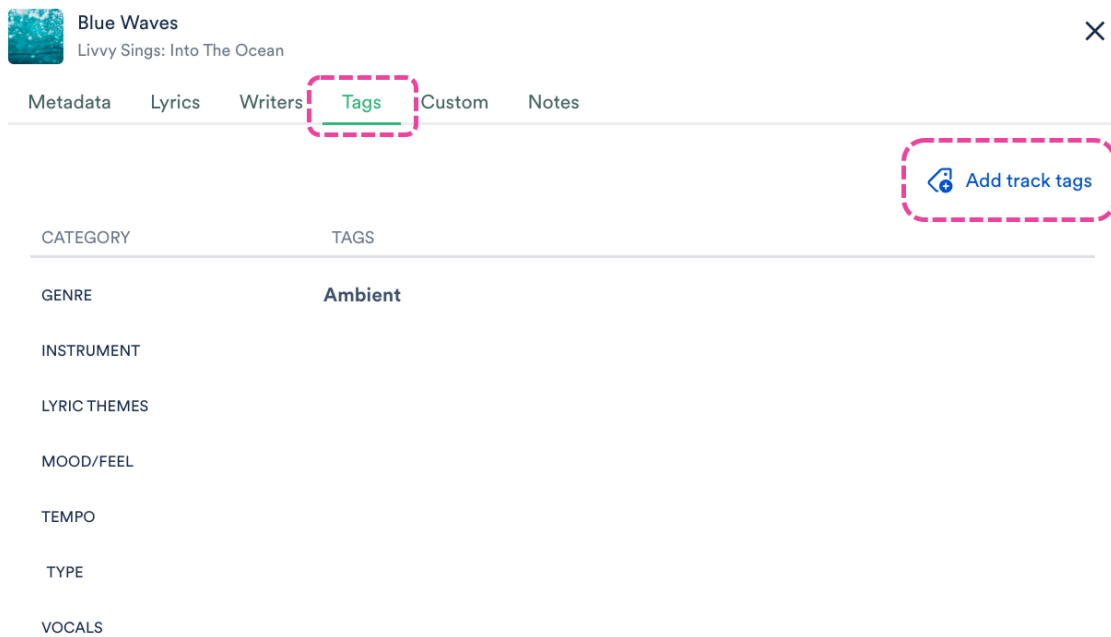 Blue Waves
Livvy Sings: Into The Ocean
Metadata Lyrics Writers Tags Custom Notes
Add track tags
CATEGORY TAGS
GENRE Ambient
INSTRUMENT
LYRIC THEMES
MOOD/FEEL
TEMPO
TYPE
VOCALS